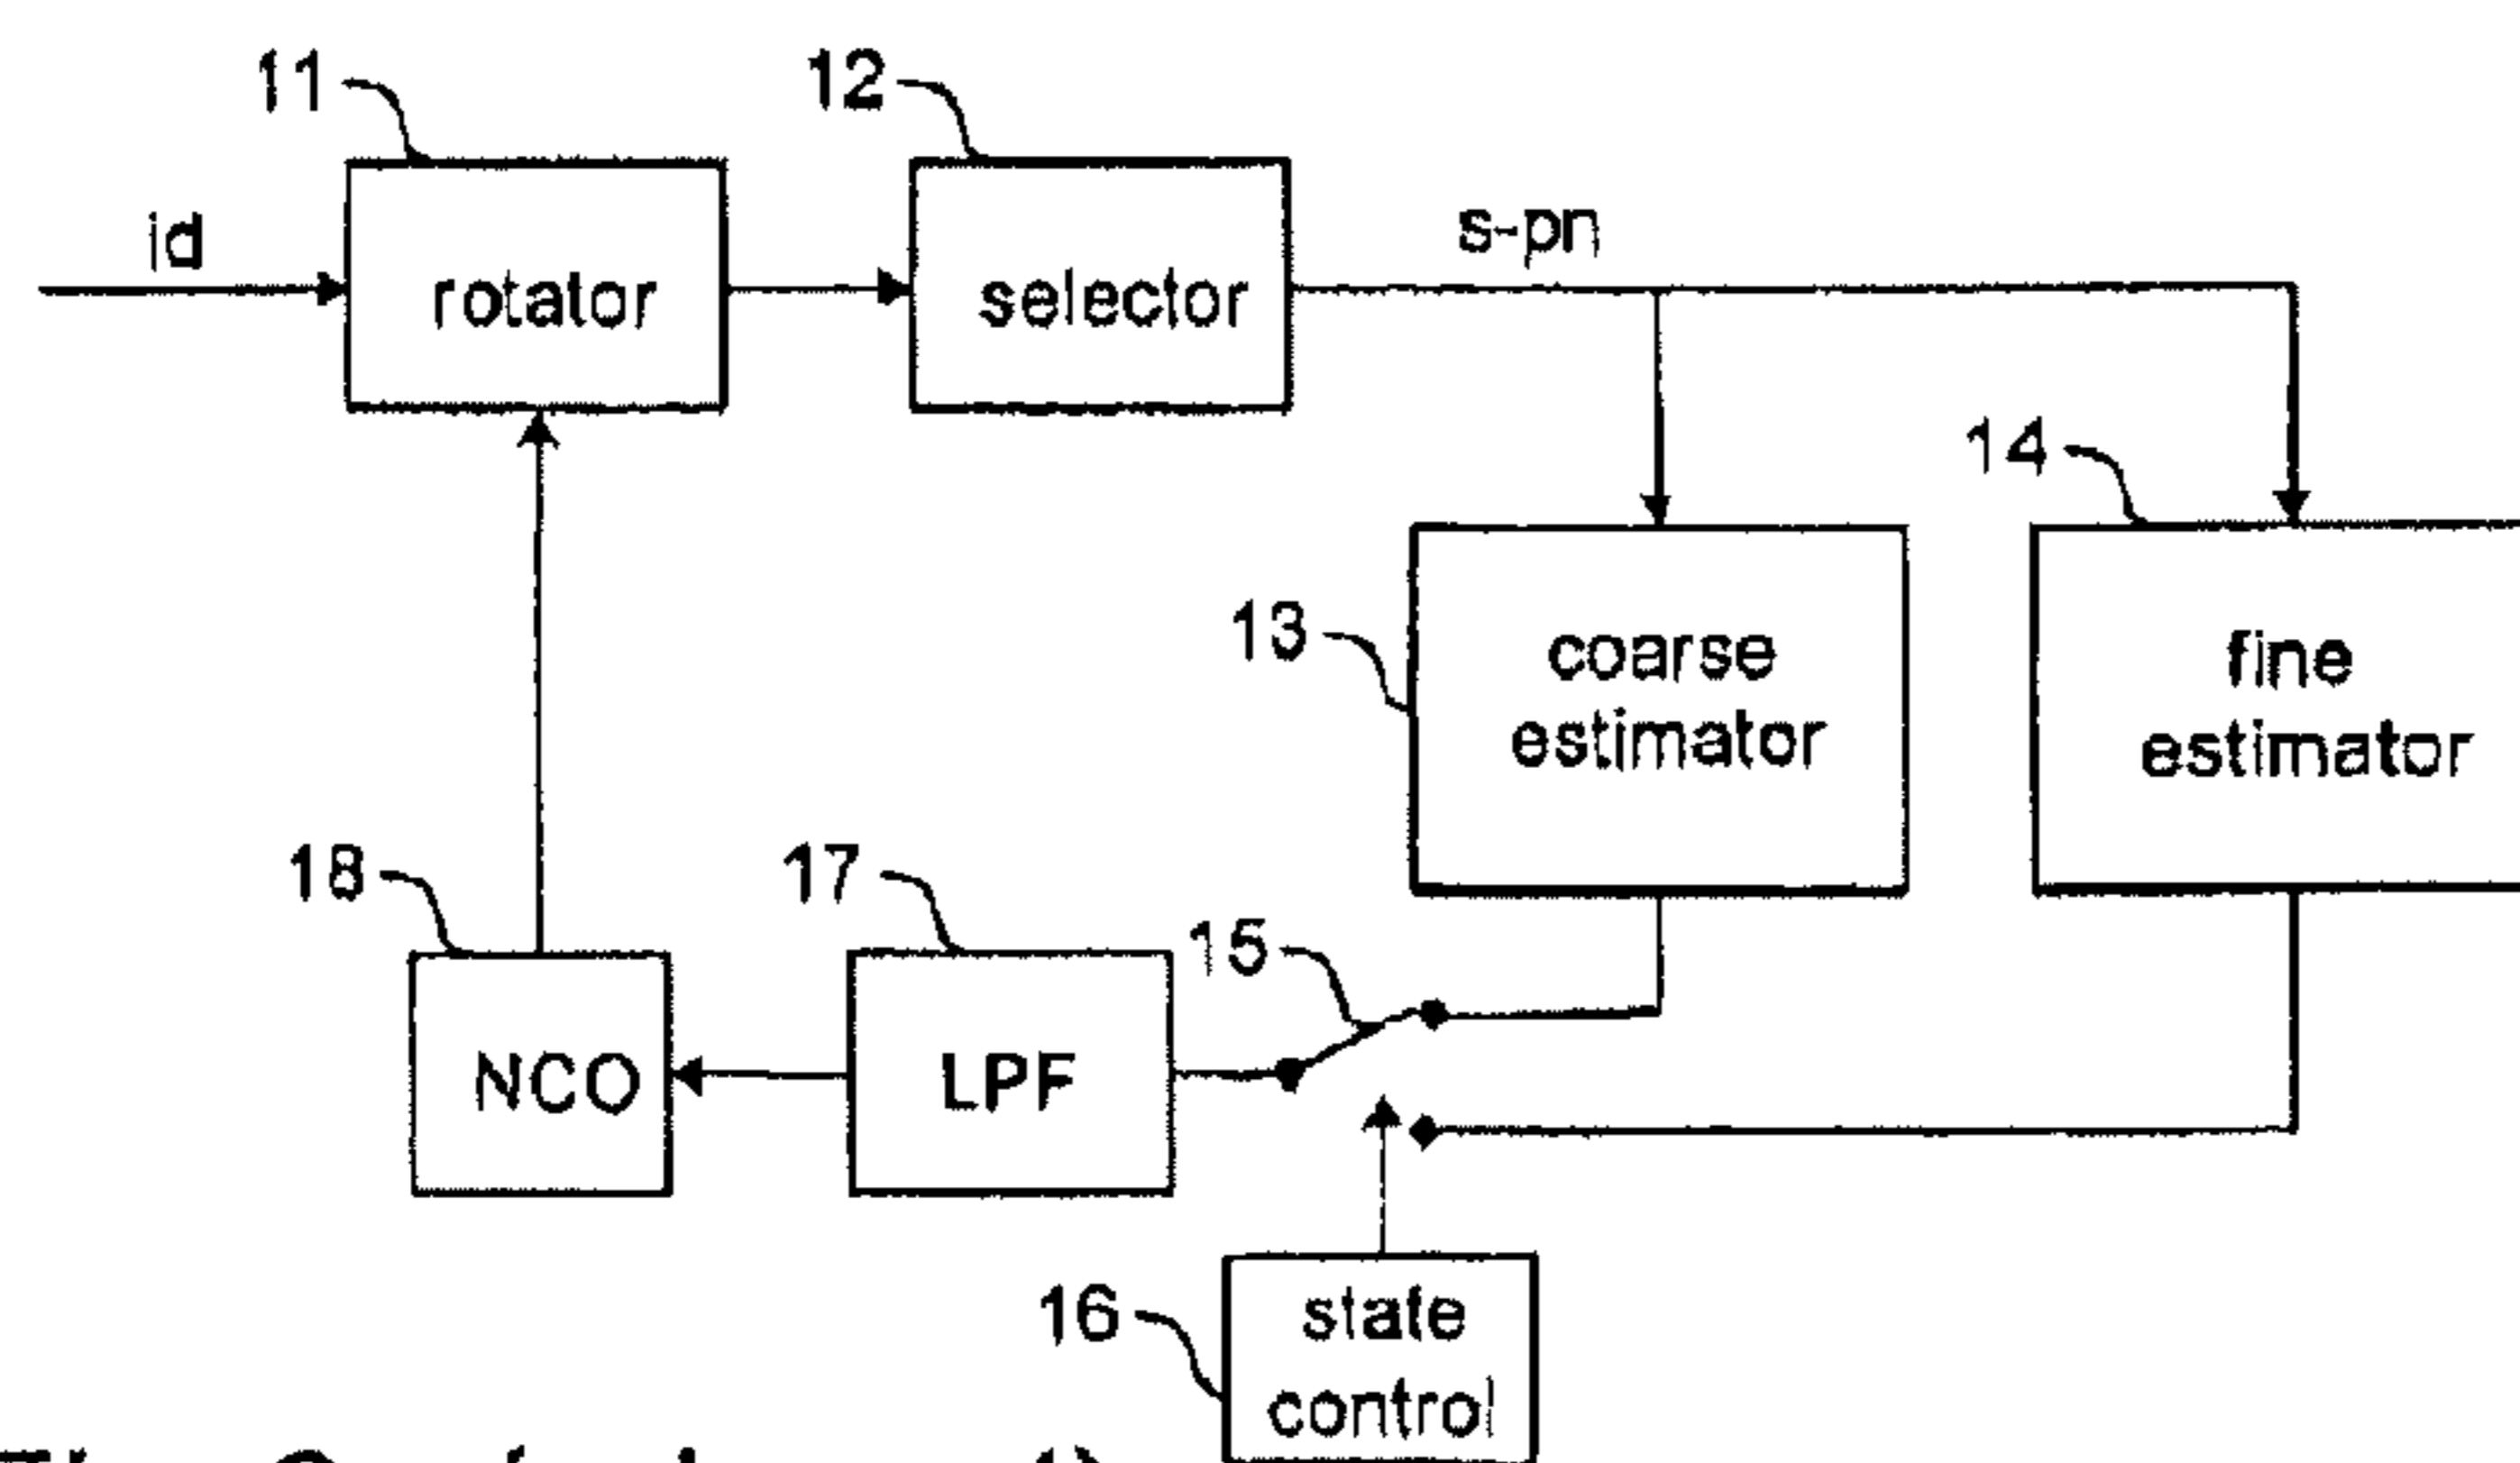 11
12
id
rotator
selector
s-pn
14
13
coarse
estimator
fine
estimator
18
17
15
NCO
LPF
16
state
control